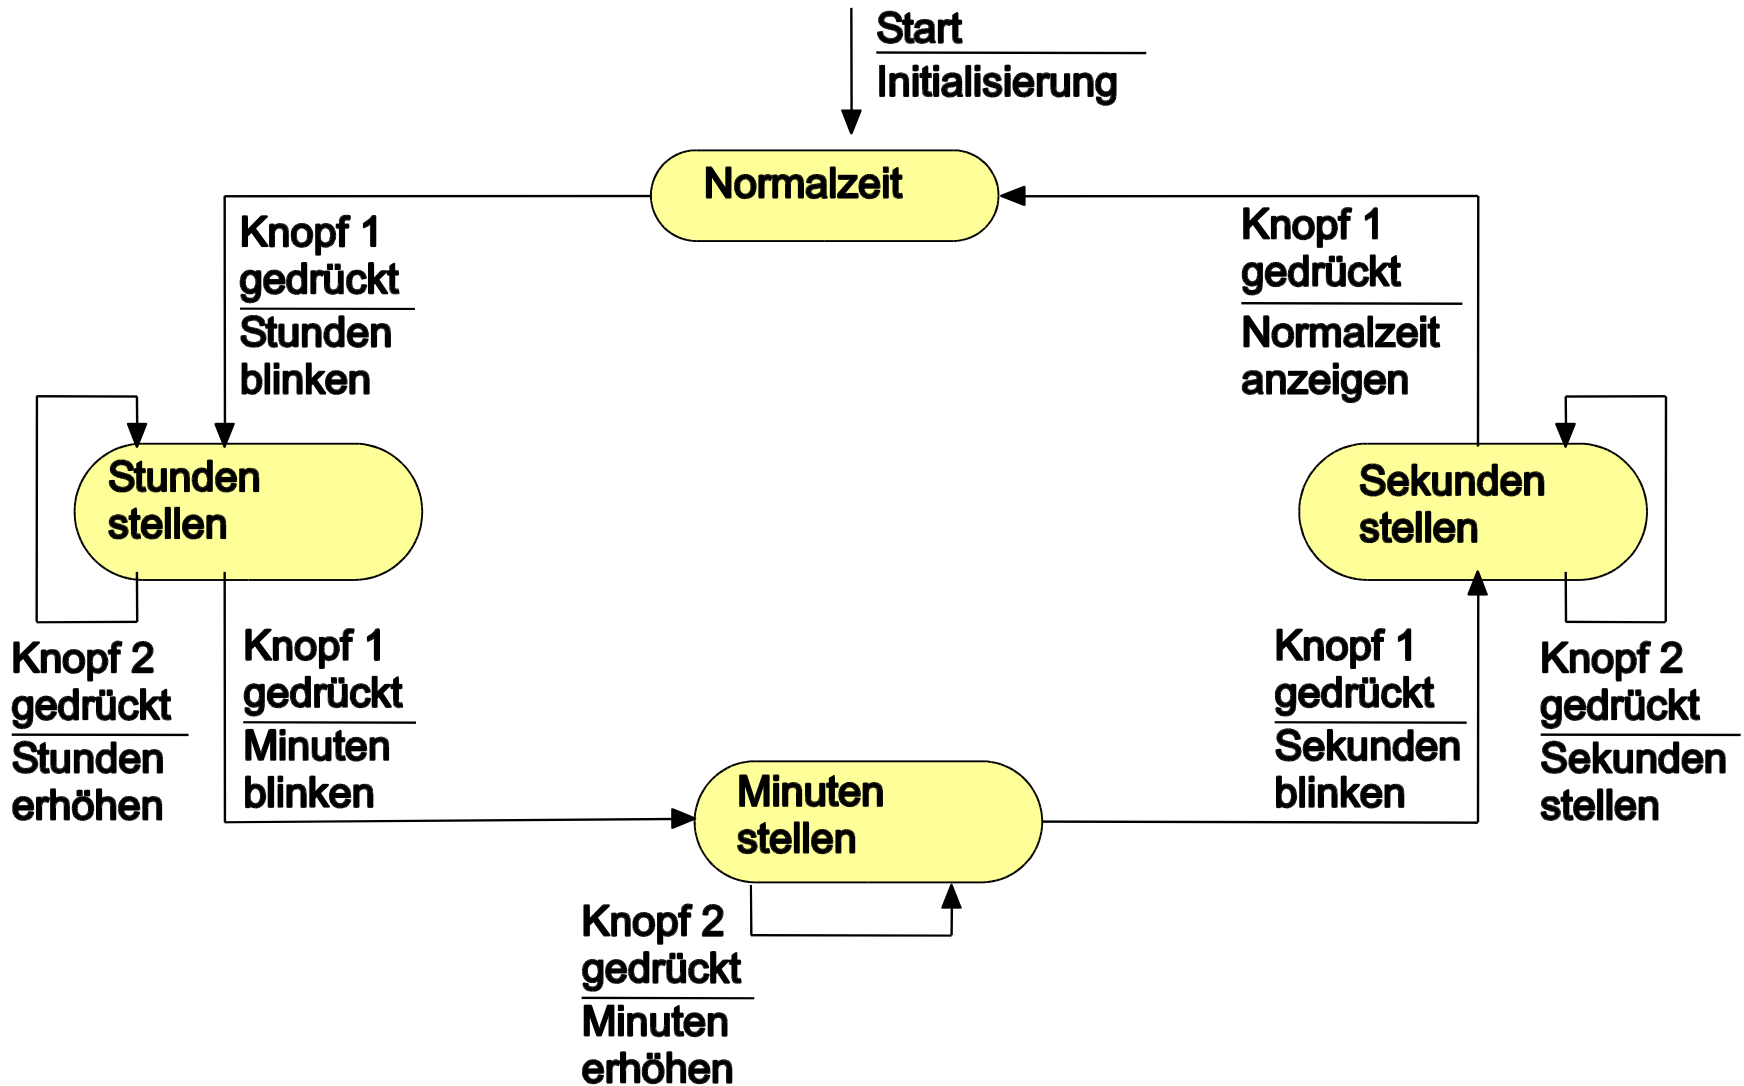 Start
Initialisierung
Normalzeit
Knopf 1
gedrückt
Stunden
blinken
Knopf 1
gedrückt
Normalzeit
anzeigen
Stunden
stellen
Sekunden
stellen
Knopf 2
gedrückt
Stunden
erhöhen
Knopf 1
gedrückt
Minuten
blinken
Minuten
stellen
Knopf 1
gedrückt
Sekunden
blinken
Knopf 2
gedrückt
Sekunden
stellen
Knopf 2
gedrückt
Minuten
erhöhen